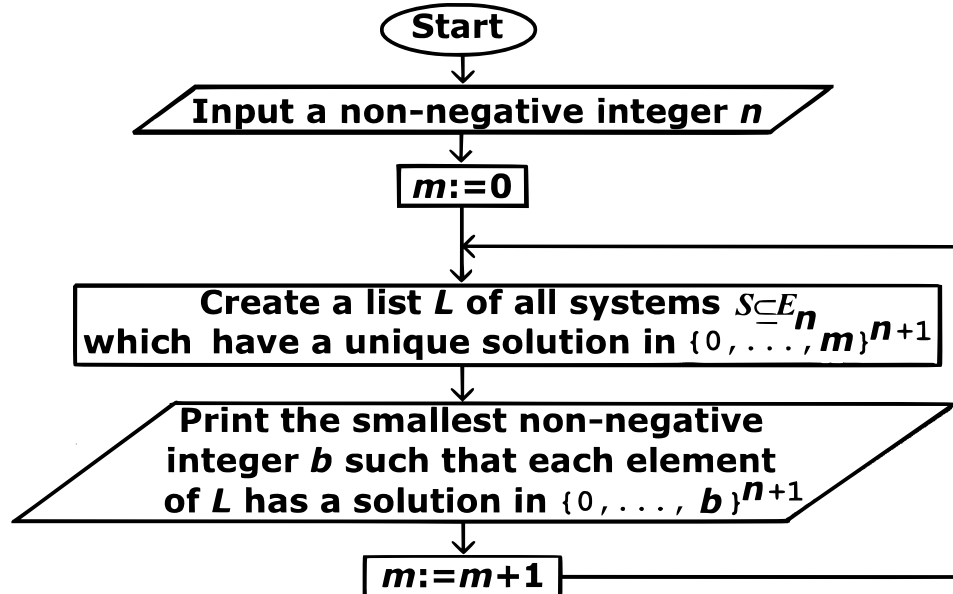 Start
Input a non-negative integer n
m:=0
Create a list L of all systems S⊆Eₙ
which have a unique solution in {0,...,m}ⁿ⁺¹
Print the smallest non-negative
integer b such that each element
of L has a solution in {0,..., b}ⁿ⁺¹
m:=m+1